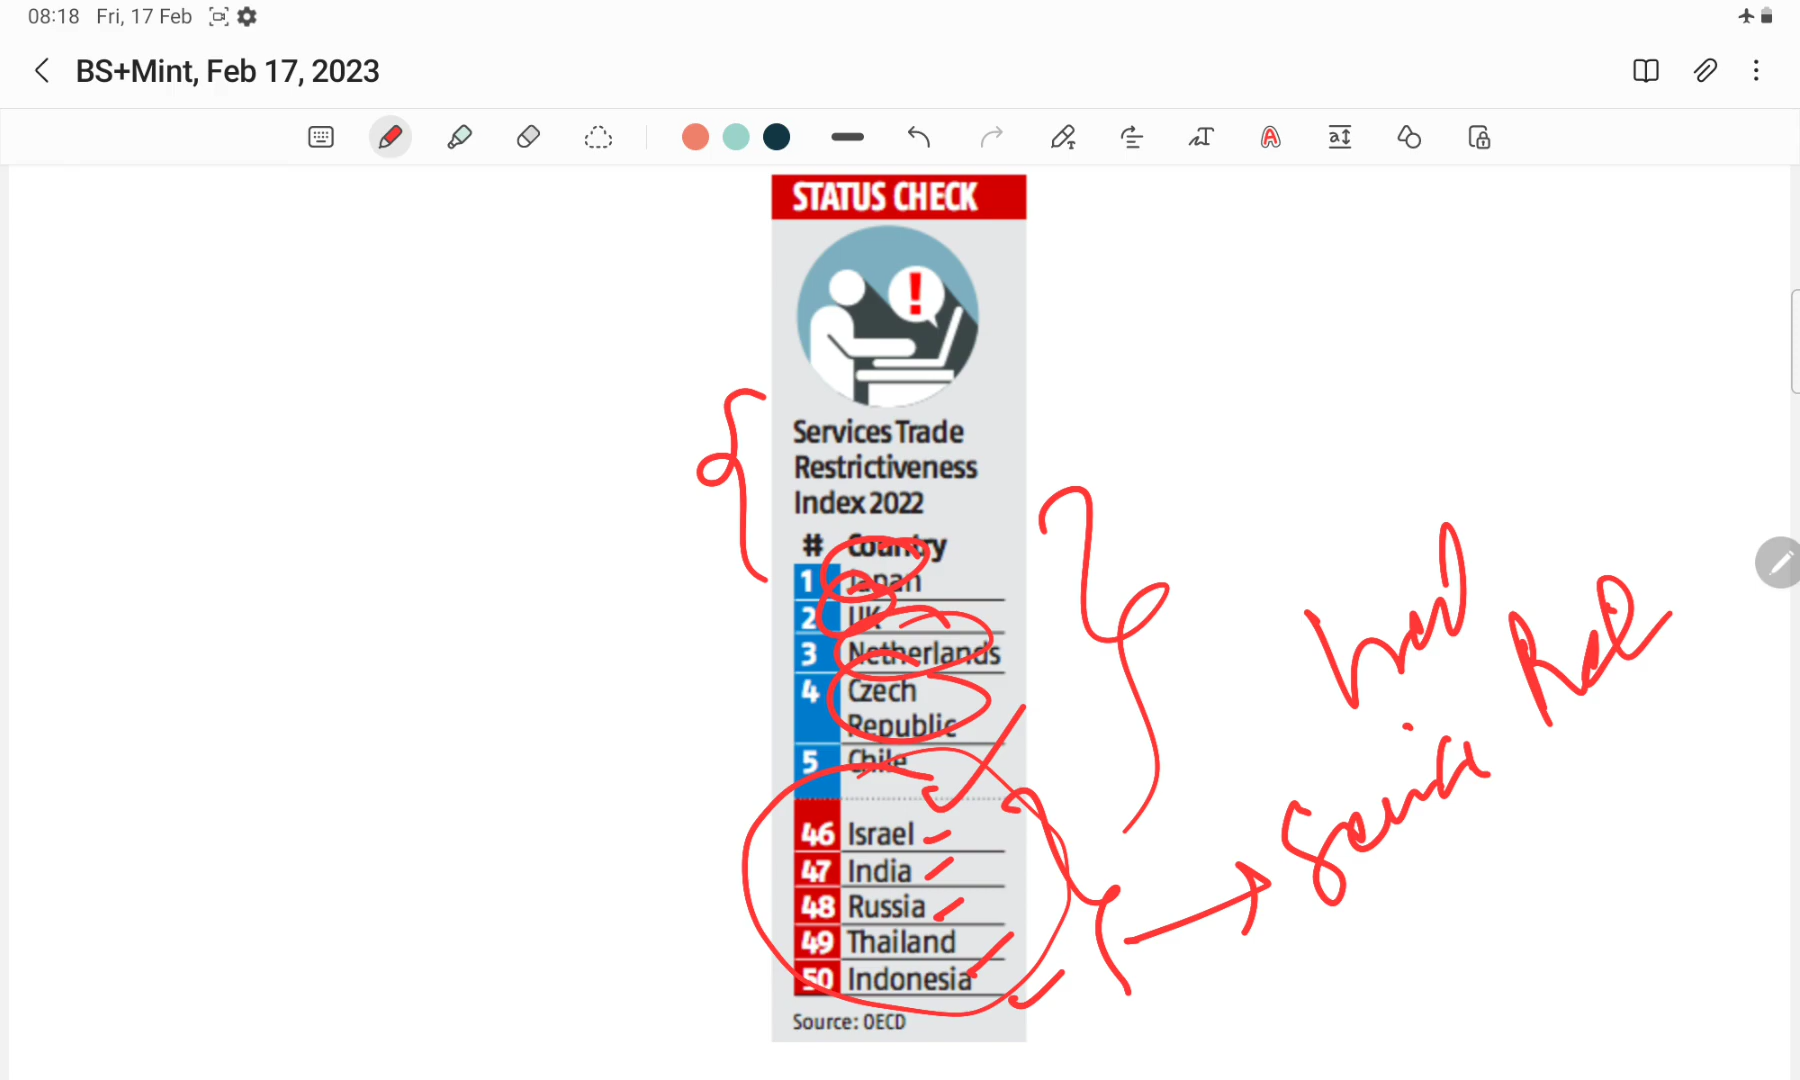 08:18 Fri, 17 Feb
BS+Mint, Feb 17, 2023
STATUS CHECK
!
Services Trade
Restrictiveness
Index 2022
# Country
1 Japan
2 UK
3 Netherlands
4 Czech
Republic
5 Chile
46 Israel
47 India
48 Russia
49 Thailand
50 Indonesia
Source: OECD